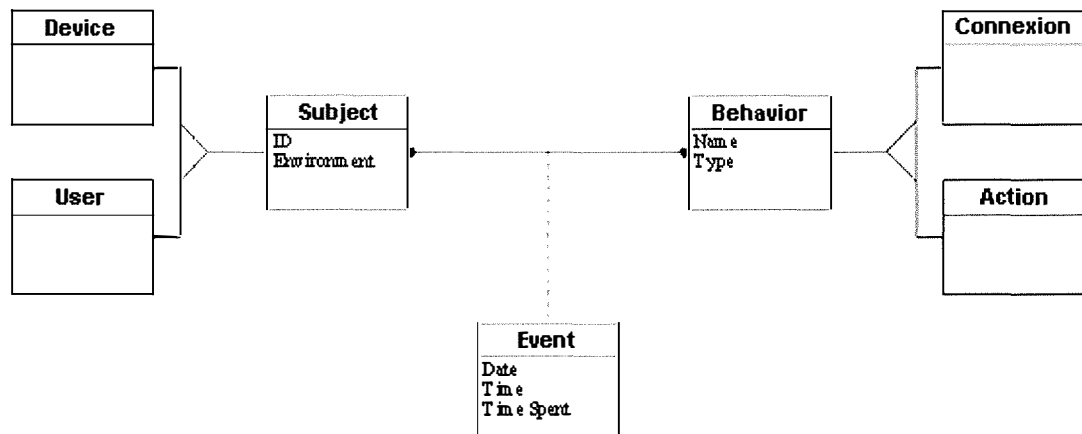 Device
Connexion
Subject
ID
Environment
Behavior
Name
Type
User
Action
Event
Date
Time
Time Spent